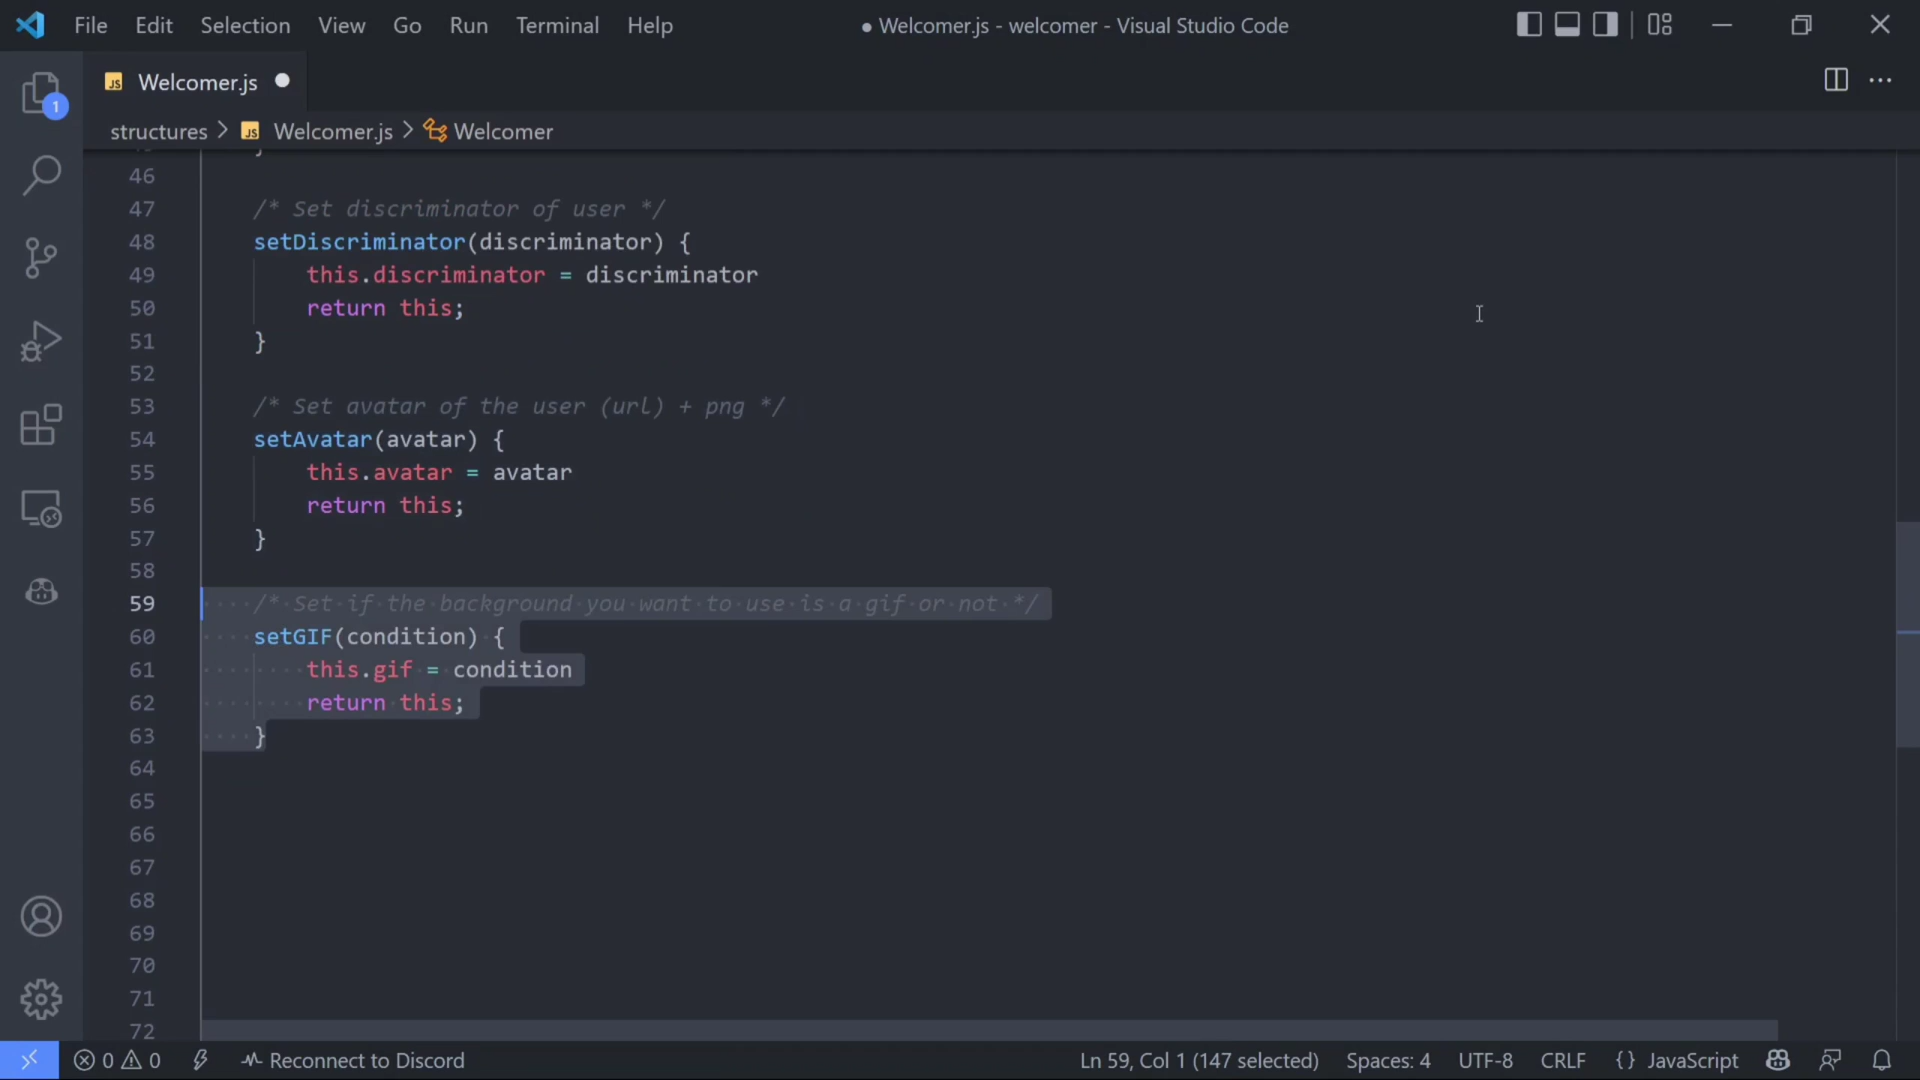 File Edit Selection View Go Run Terminal Help
● Welcomer.js - welcomer - Visual Studio Code
JS Welcomer.js ●
1
structures > JS Welcomer.js > Welcomer
46
47 /* Set discriminator of user */
48 setDiscriminator(discriminator) {
49 this.discriminator = discriminator
50 return this;
51 }
52
53 /* Set avatar of the user (url) + png */
54 setAvatar(avatar) {
55 this.avatar = avatar
56 return this;
57 }
58
59 /* Set if the background you want to use is a gif or not */
60 setGIF(condition) {
61 this.gif = condition
62 return this;
63 }
64
65
66
67
68
69
70
71
72
0 0 Reconnect to Discord Ln 59, Col 1 (147 selected) Spaces: 4 UTF-8 CRLF {} JavaScript